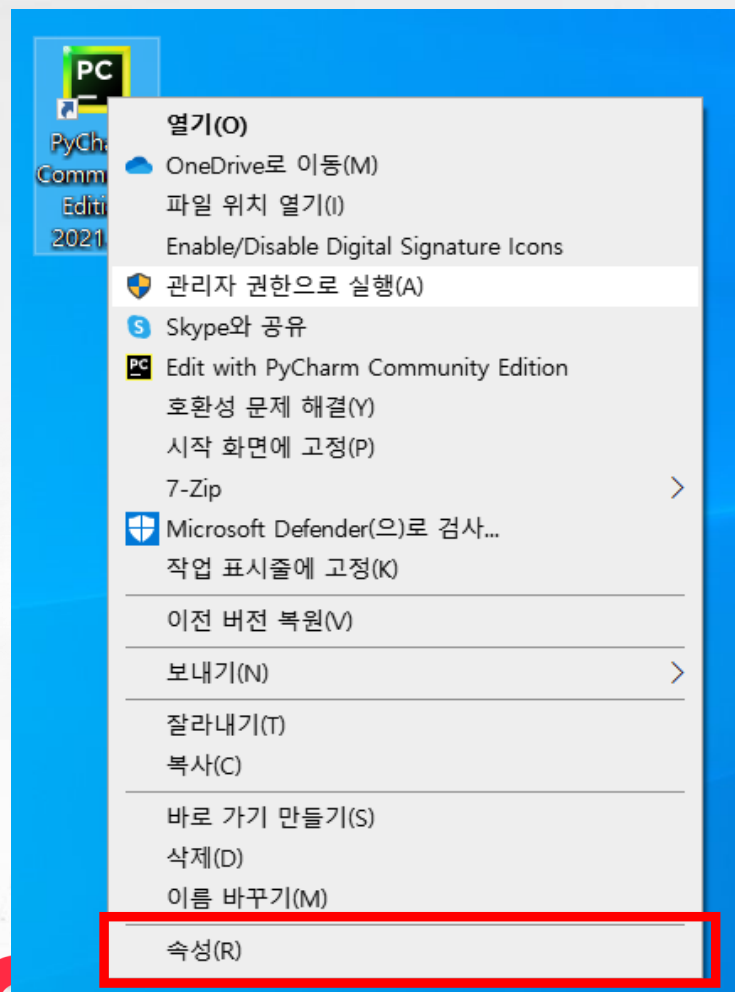 PC
PyCh
Comm
Editi
2021
열기(O)
OneDrive로 이동(M)
파일 위치 열기(I)
Enable/Disable Digital Signature Icons
관리자 권한으로 실행(A)
S Skype와 공유
PC Edit with PyCharm Community Edition
호환성 문제 해결(Y)
시작 화면에 고정(P)
7-Zip
Microsoft Defender(으)로 검사...
작업 표시줄에 고정(K)
이전 버전 복원(V)
보내기(N)
잘라내기(T)
복사(C)
바로 가기 만들기(S)
삭제(D)
이름 바꾸기(M)
속성(R)